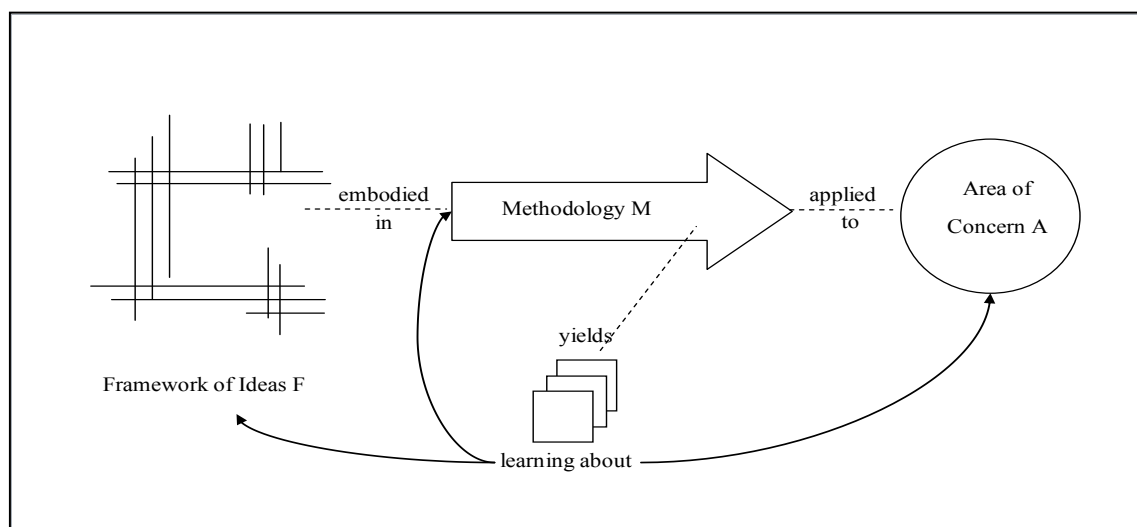 embodied
in
Methodology M
applied
to
Area of
Concern A
yields
Framework of Ideas F
learning about